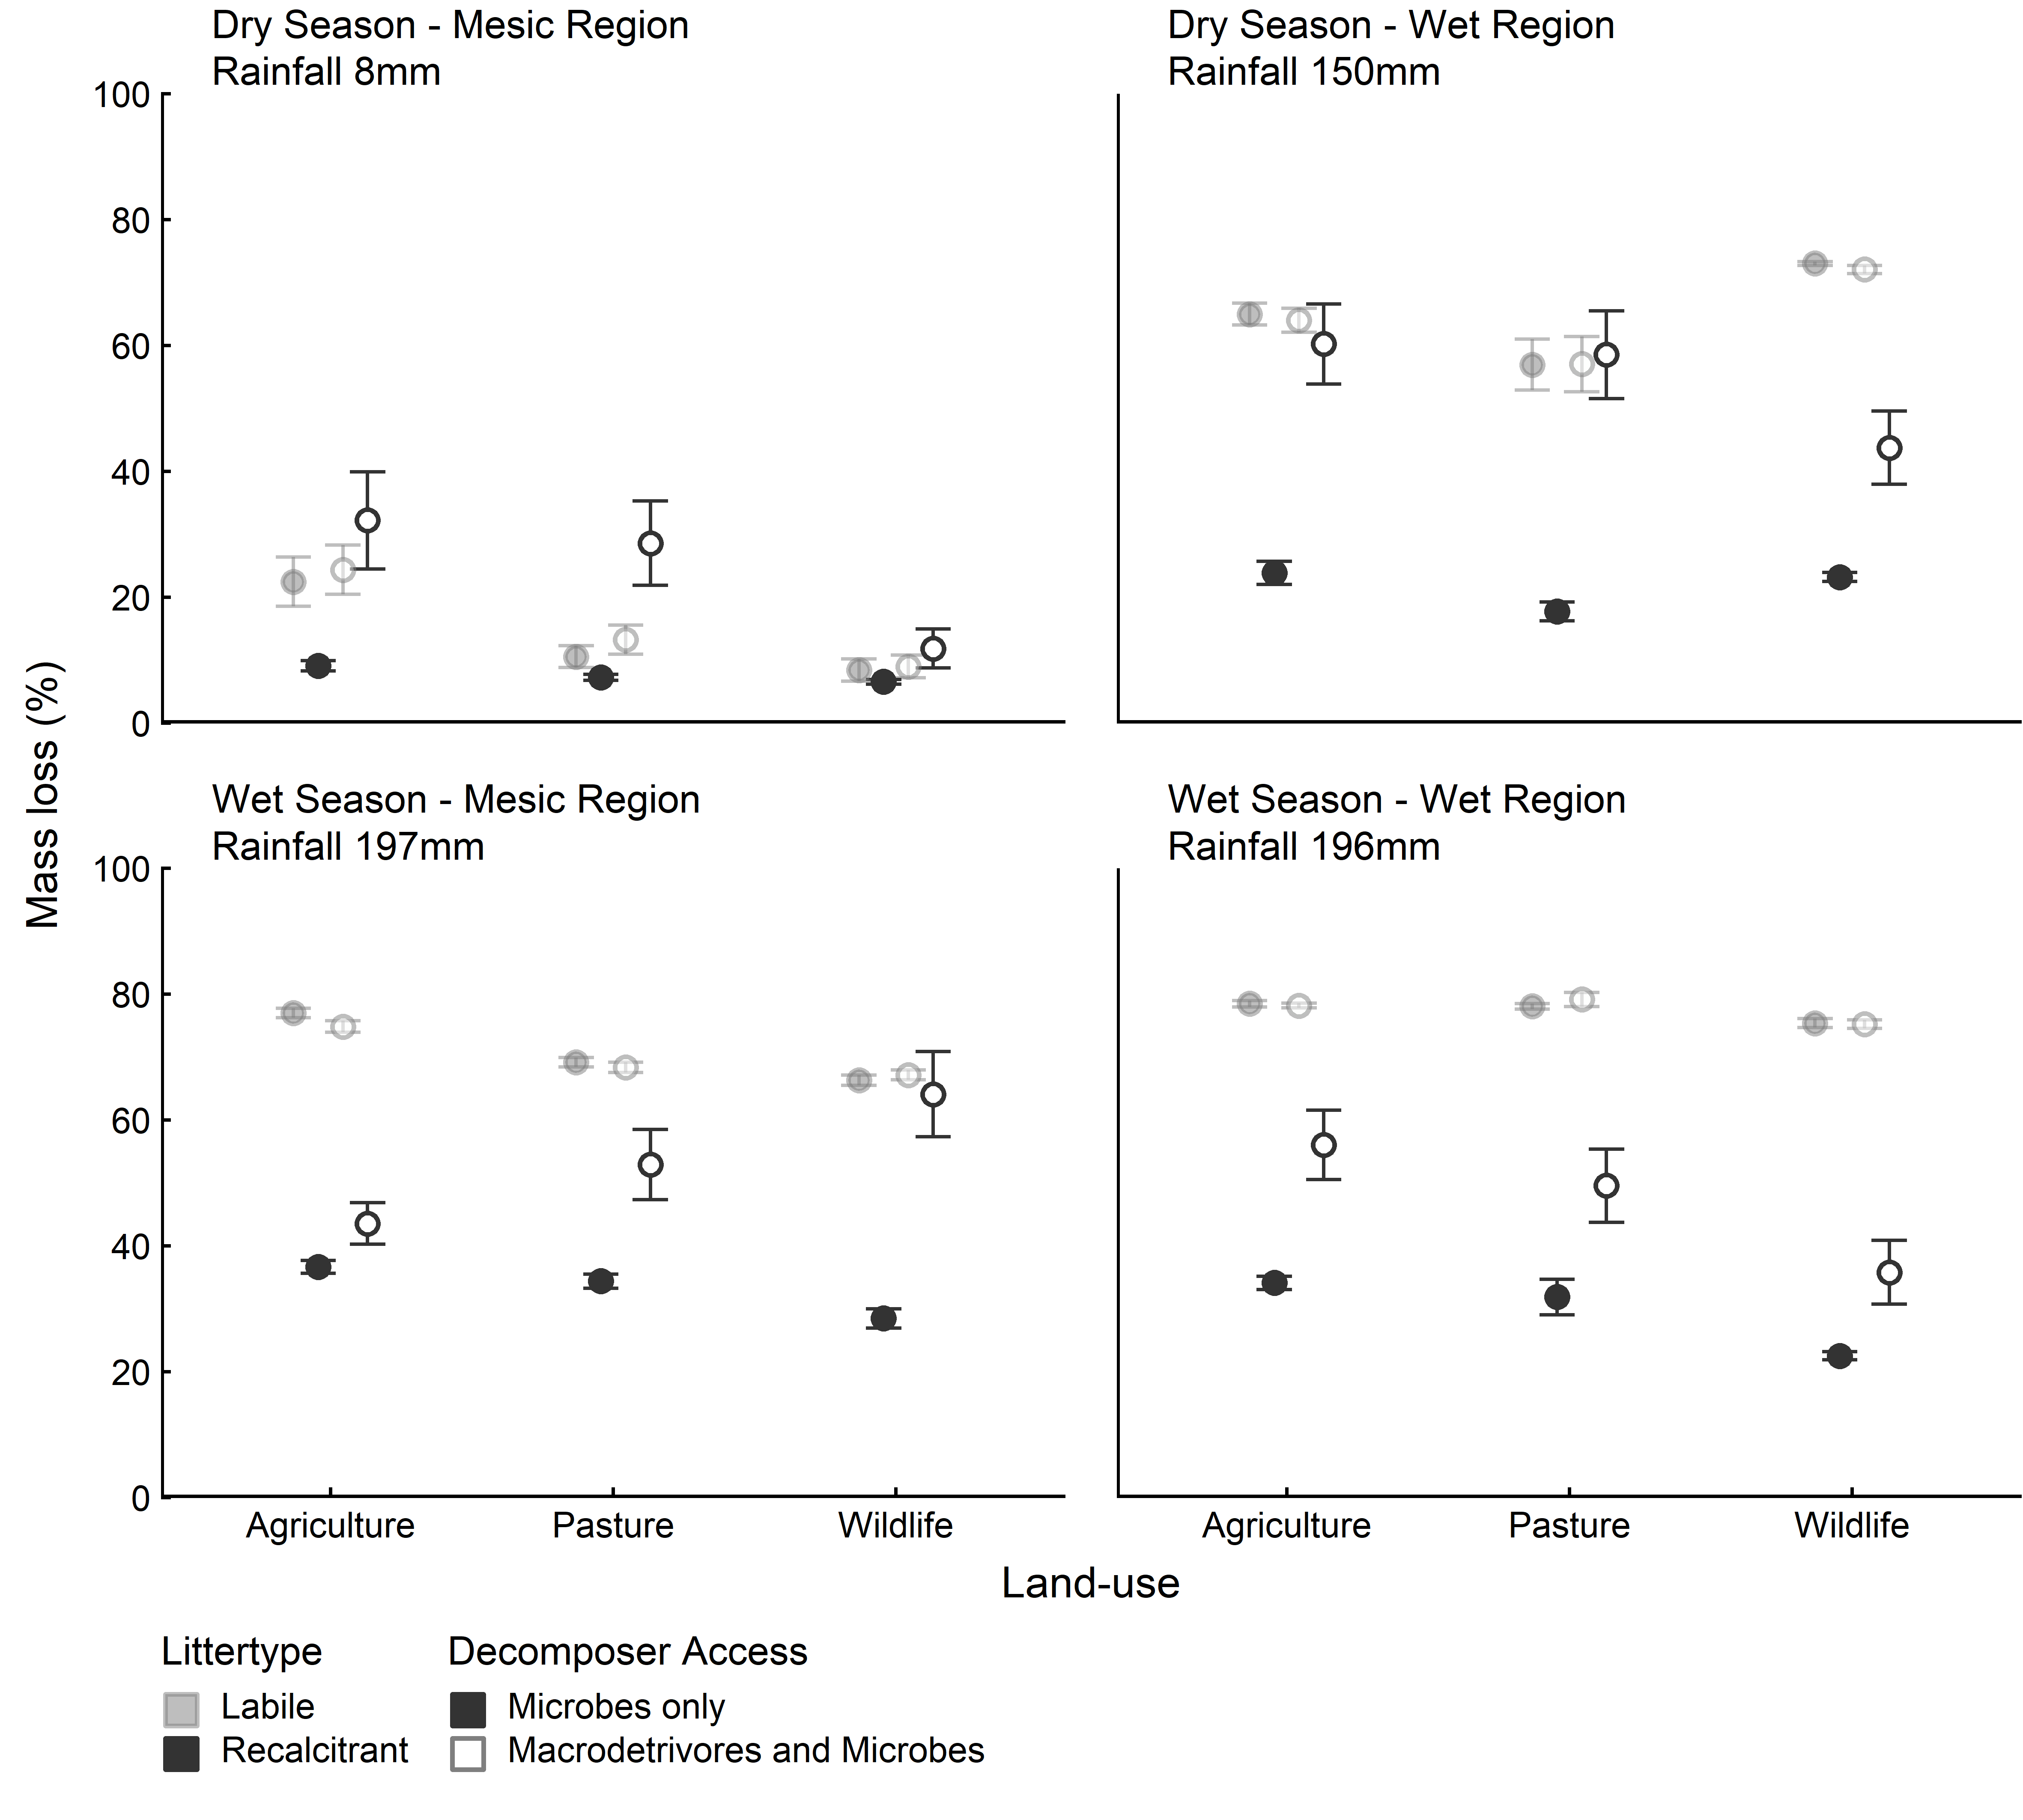 Dry Season - Mesic Region
Rainfall 8mm
Dry Season - Wet Region
Rainfall 150mm
100
80
60
40
20
0
Wet Season - Mesic Region
Rainfall 197mm
Wet Season - Wet Region
Rainfall 196mm
100
80
60
40
20
0
Mass loss (%)
Agriculture
Pasture
Wildlife
Agriculture
Pasture
Wildlife
Land-use
Littertype
Labile
Recalcitrant
Decomposer Access
Microbes only
Macrodetrivores and Microbes